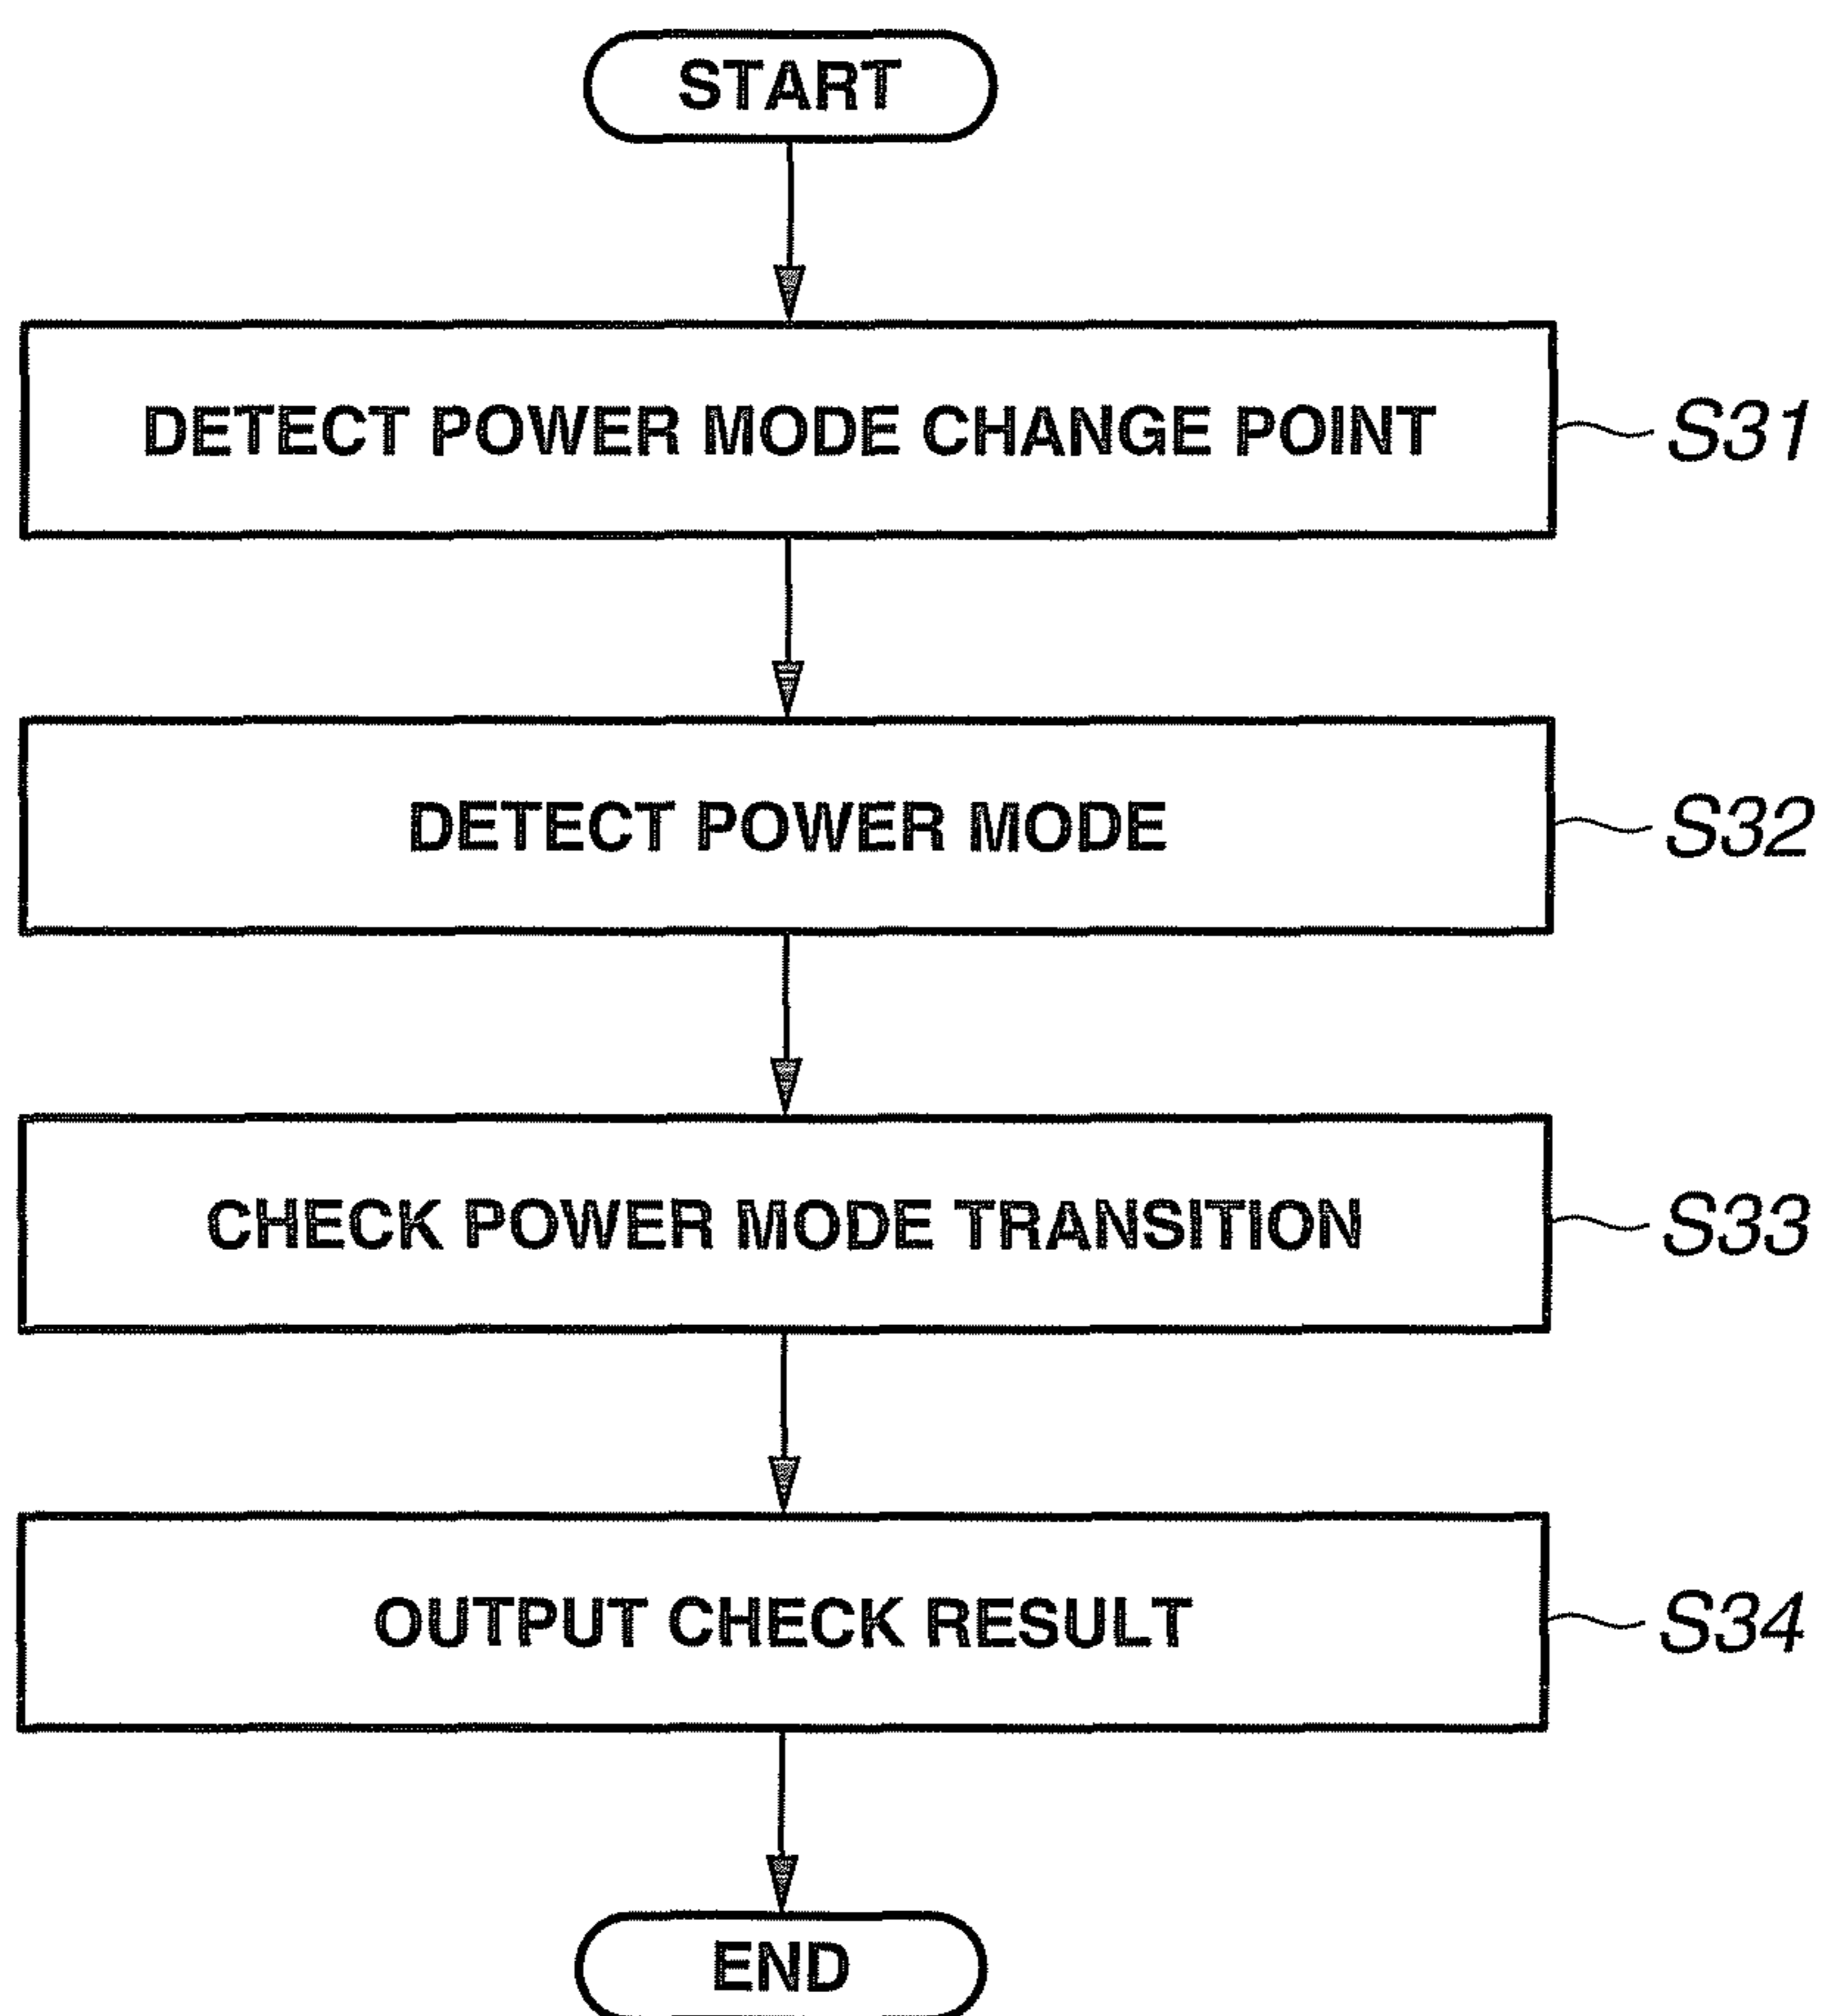 START
DETECT POWER MODE CHANGE POINT
S31
DETECT POWER MODE
S32
CHECK POWER MODE TRANSITION
S33
OUTPUT CHECK RESULT
S34
END